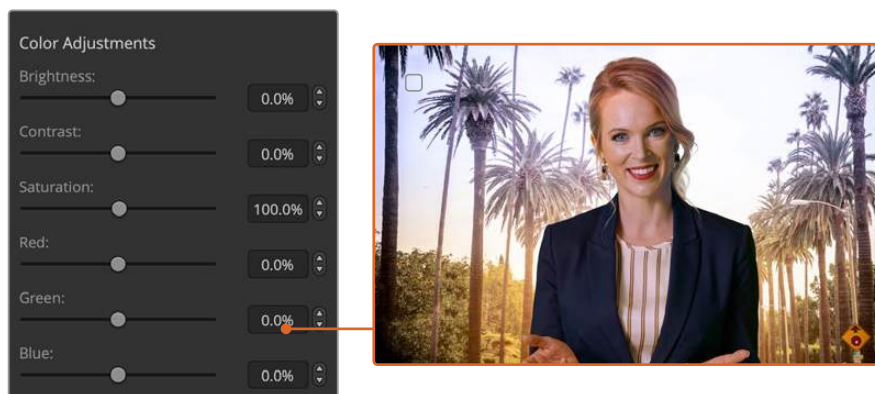 Color Adjustments
Brightness:
0.0%
Contrast:
0.0%
Saturation:
100.0%
Red:
0.0%
Green:
0.0%
Blue:
0.0%